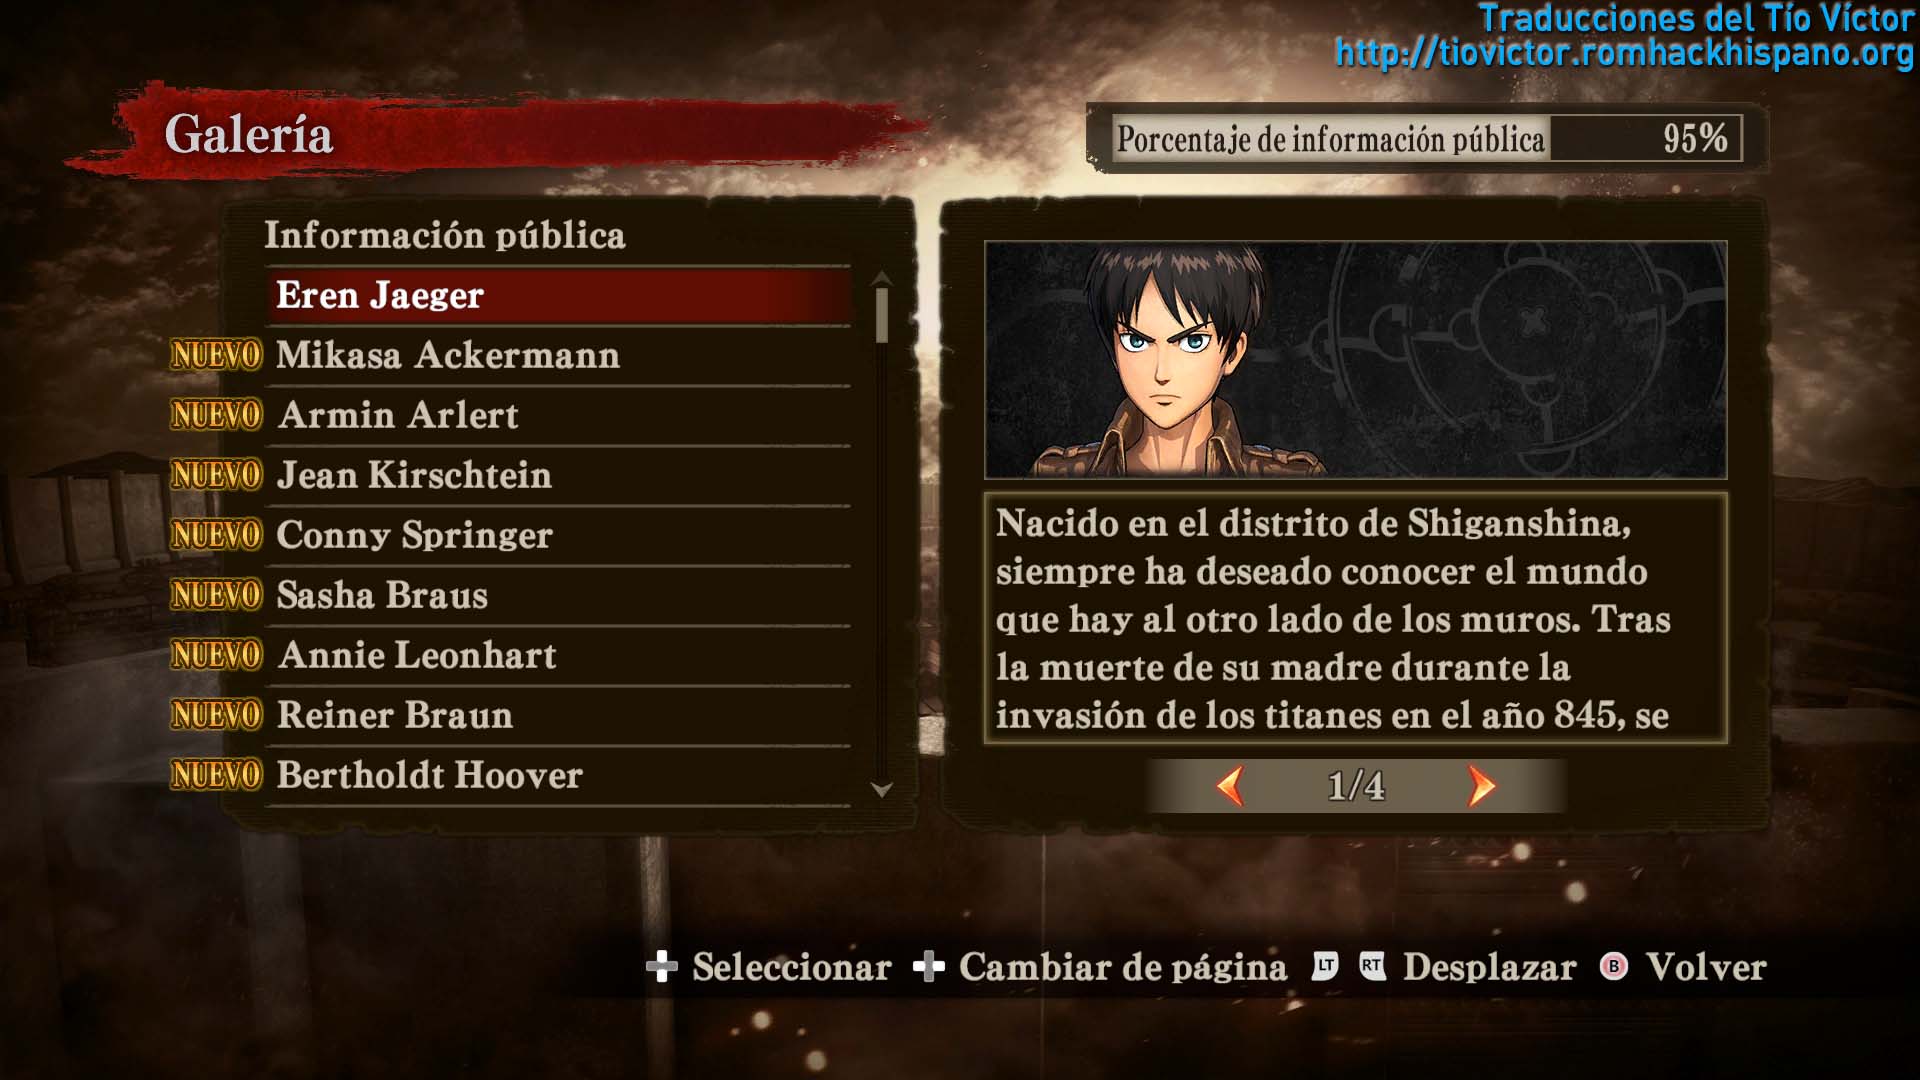 Traducciones del Tío Víctor
http://tiovictor.romhackhispano.org
Galería
Porcentaje de información pública 95%
Información pública
Eren Jaeger
NUEVO Mikasa Ackermann
NUEVO Armin Arlert
NUEVO Jean Kirschtein
NUEVO Conny Springer
NUEVO Sasha Braus
NUEVO Annie Leonhart
NUEVO Reiner Braun
NUEVO Bertholdt Hoover
Nacido en el distrito de Shiganshina,
siempre ha deseado conocer el mundo
que hay al otro lado de los muros. Tras
la muerte de su madre durante la
invasión de los titanes en el año 845, se
1/4
Seleccionar Cambiar de página LT RT Desplazar B Volver